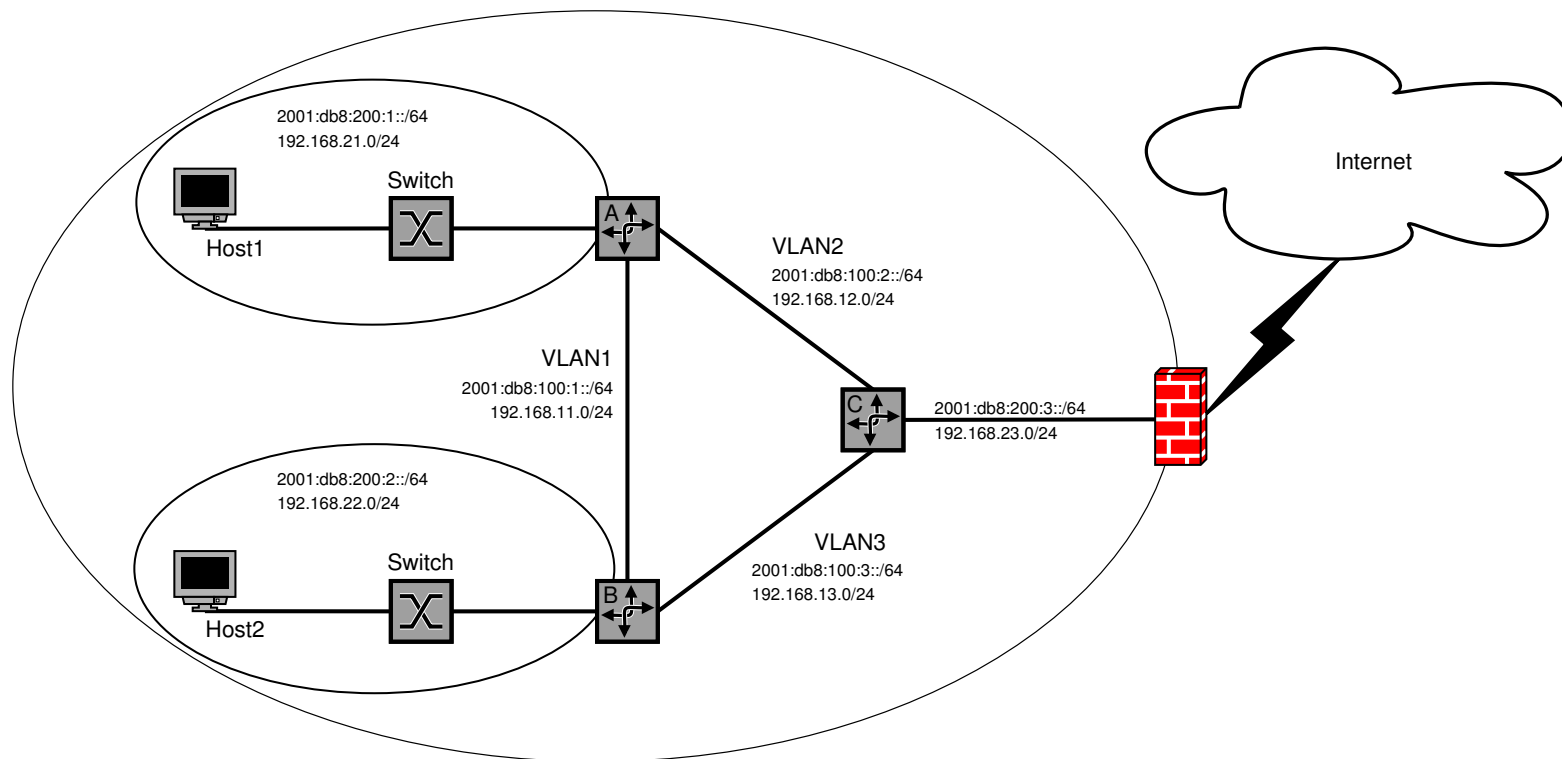 2001:db8:200:1::/64
192.168.21.0/24
Switch
A
Host1
Internet
VLAN2
2001:db8:100:2::/64
192.168.12.0/24
VLAN1
2001:db8:100:1::/64
192.168.11.0/24
C
2001:db8:200:3::/64
192.168.23.0/24
2001:db8:200:2::/64
192.168.22.0/24
Switch
B
Host2
VLAN3
2001:db8:100:3::/64
192.168.13.0/24